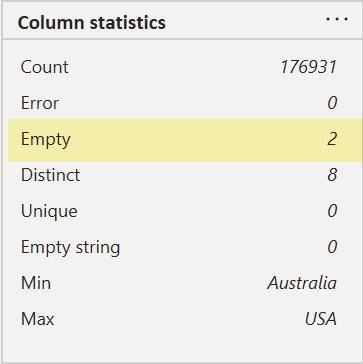 Column statistics ...
Count 176931
Error 0
Empty 2
Distinct 8
Unique 0
Empty string 0
Min Australia
Max USA